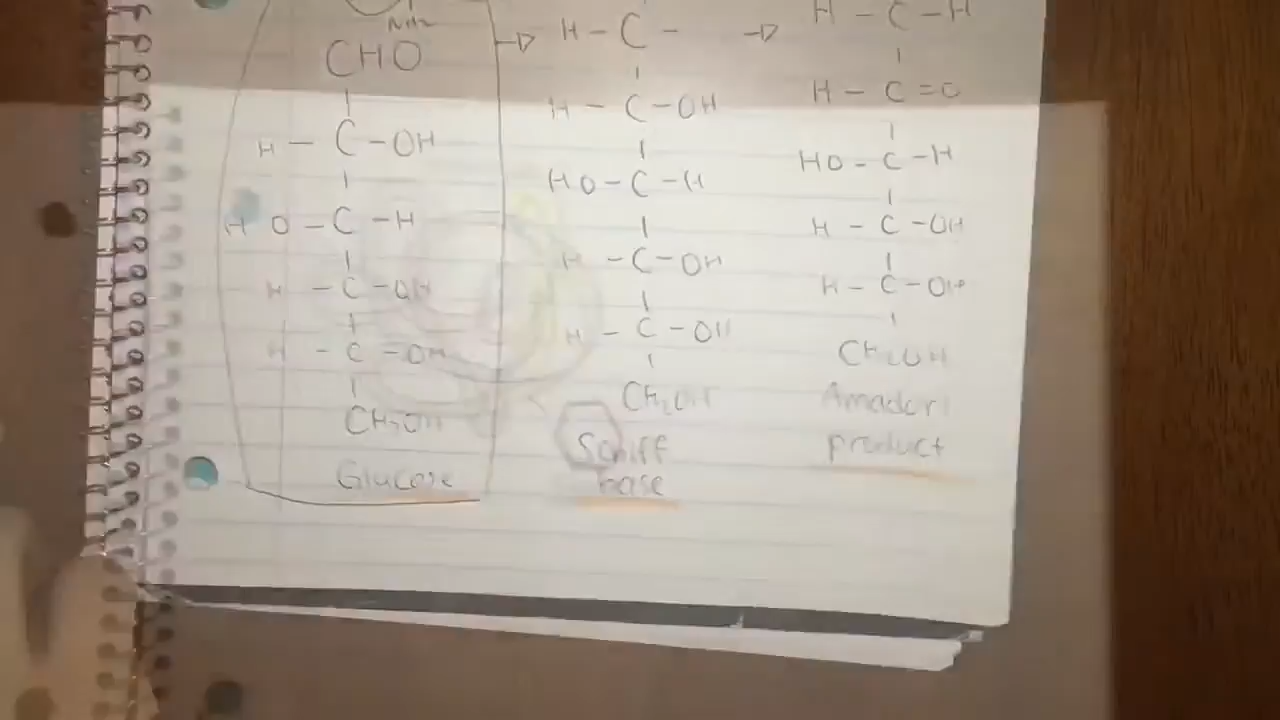 NH2
CHO
H - C - OH
H O - C - H
H - C - OH
H - C - OH
CH2OH
Glucose
H - C -
H - C - OH
HO - C - H
H - C - OH
H - C - OH
CH2OH
Schiff
base
H - C - H
H - C = O
HO - C - H
H - C - OH
H - C - OH
CH2OH
Amadori
product